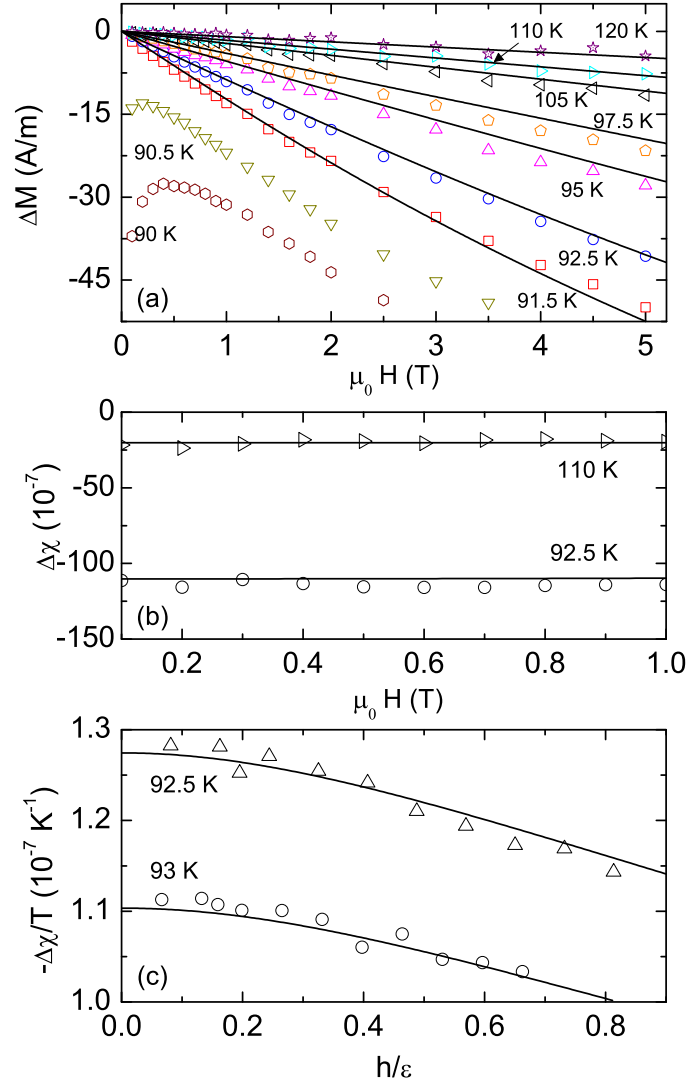 0
-15
-30
-45
ΔM (A/m)
110 K
120 K
105 K
97.5 K
95 K
90.5 K
92.5 K
90 K
91.5 K
(a)
0 1 2 3 4 5
μ₀ H (T)
0
-50
-100
-150
Δχ (10⁻⁷)
110 K
92.5 K
(b)
0.2 0.4 0.6 0.8 1.0
μ₀ H (T)
1.3
1.2
1.1
1.0
-Δχ/T (10⁻⁷ K⁻¹)
92.5 K
93 K
(c)
0.0 0.2 0.4 0.6 0.8
h/ε